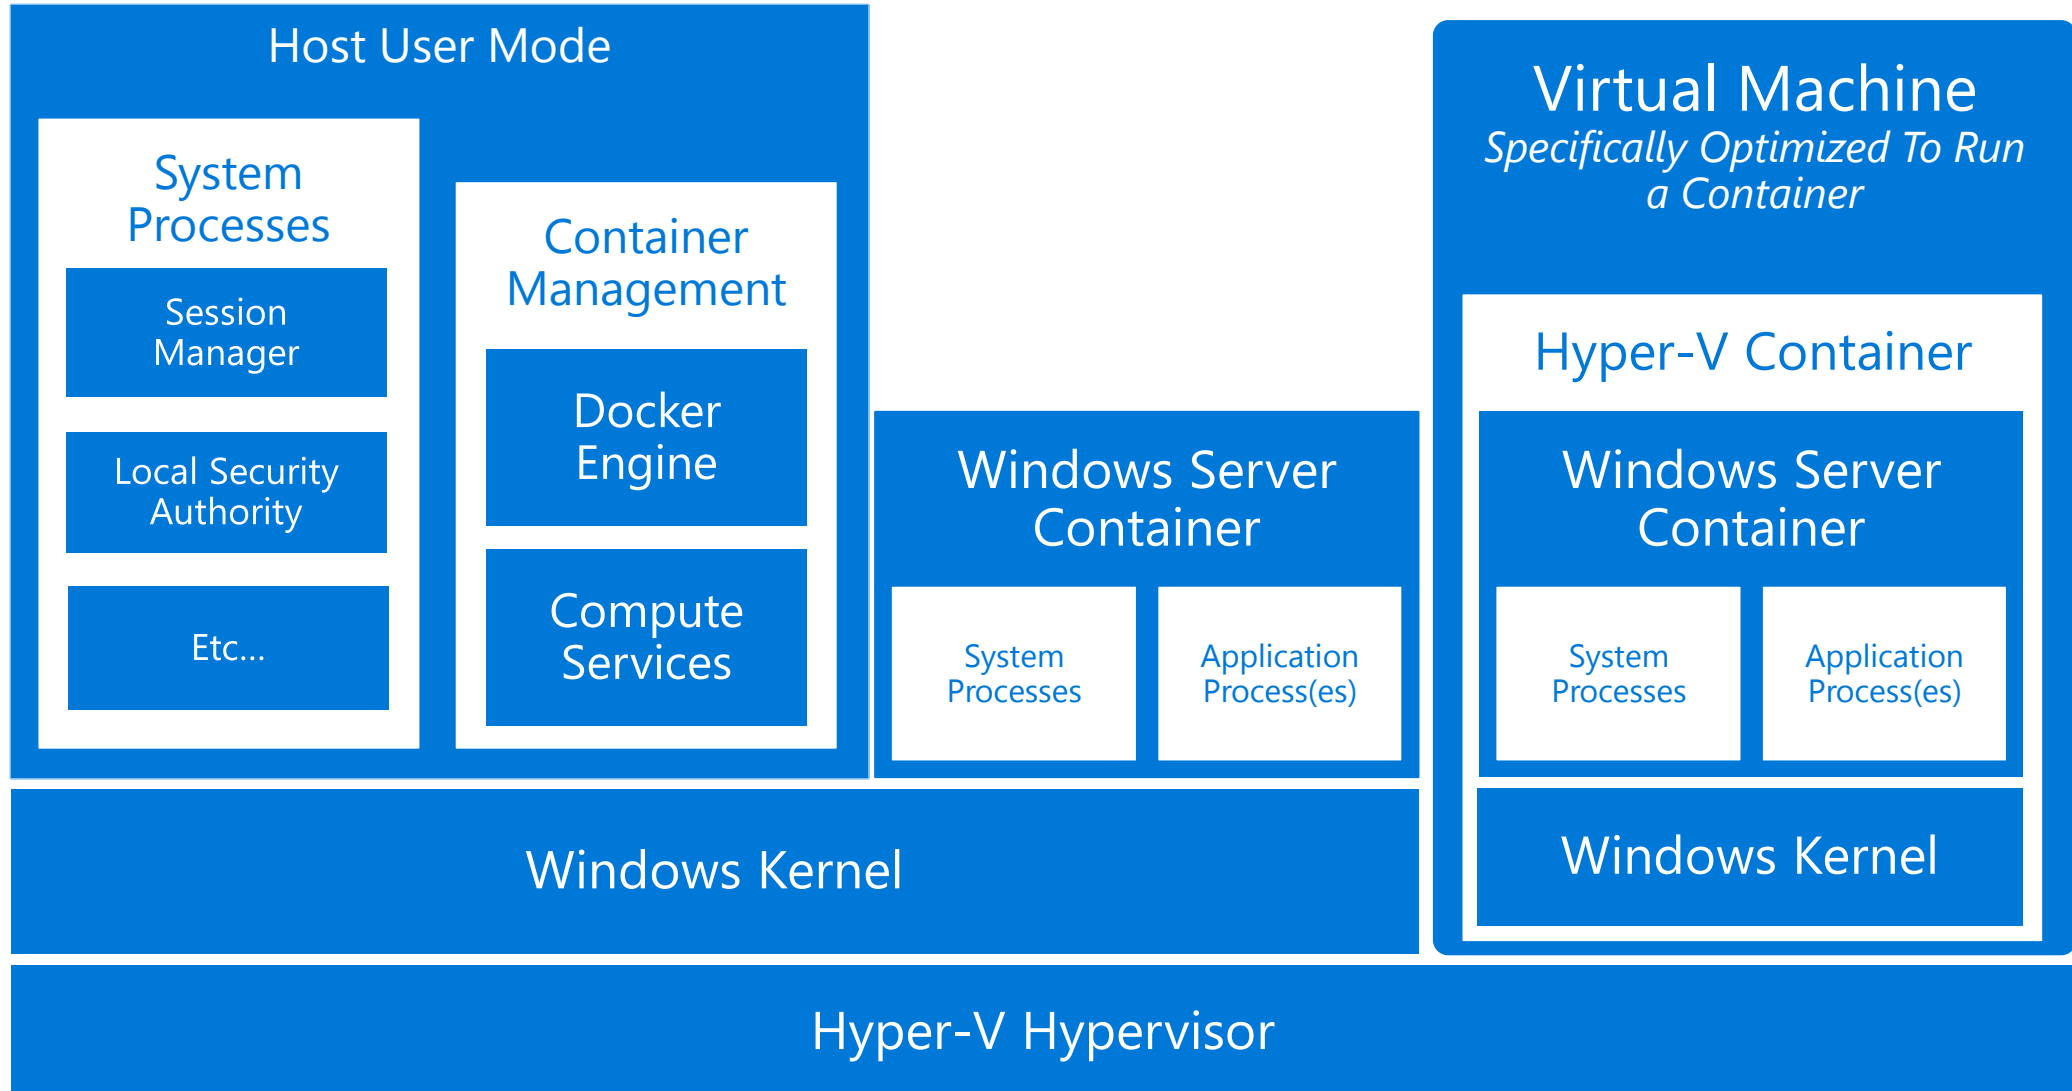 Host User Mode
System
Processes
Session
Manager
Local Security
Authority
Etc...
Container
Management
Docker
Engine
Compute
Services
Windows Server
Container
System
Processes
Application
Process(es)
Virtual Machine
Specifically Optimized To Run
a Container
Hyper-V Container
Windows Server
Container
System
Processes
Application
Process(es)
Windows Kernel
Windows Kernel
Hyper-V Hypervisor